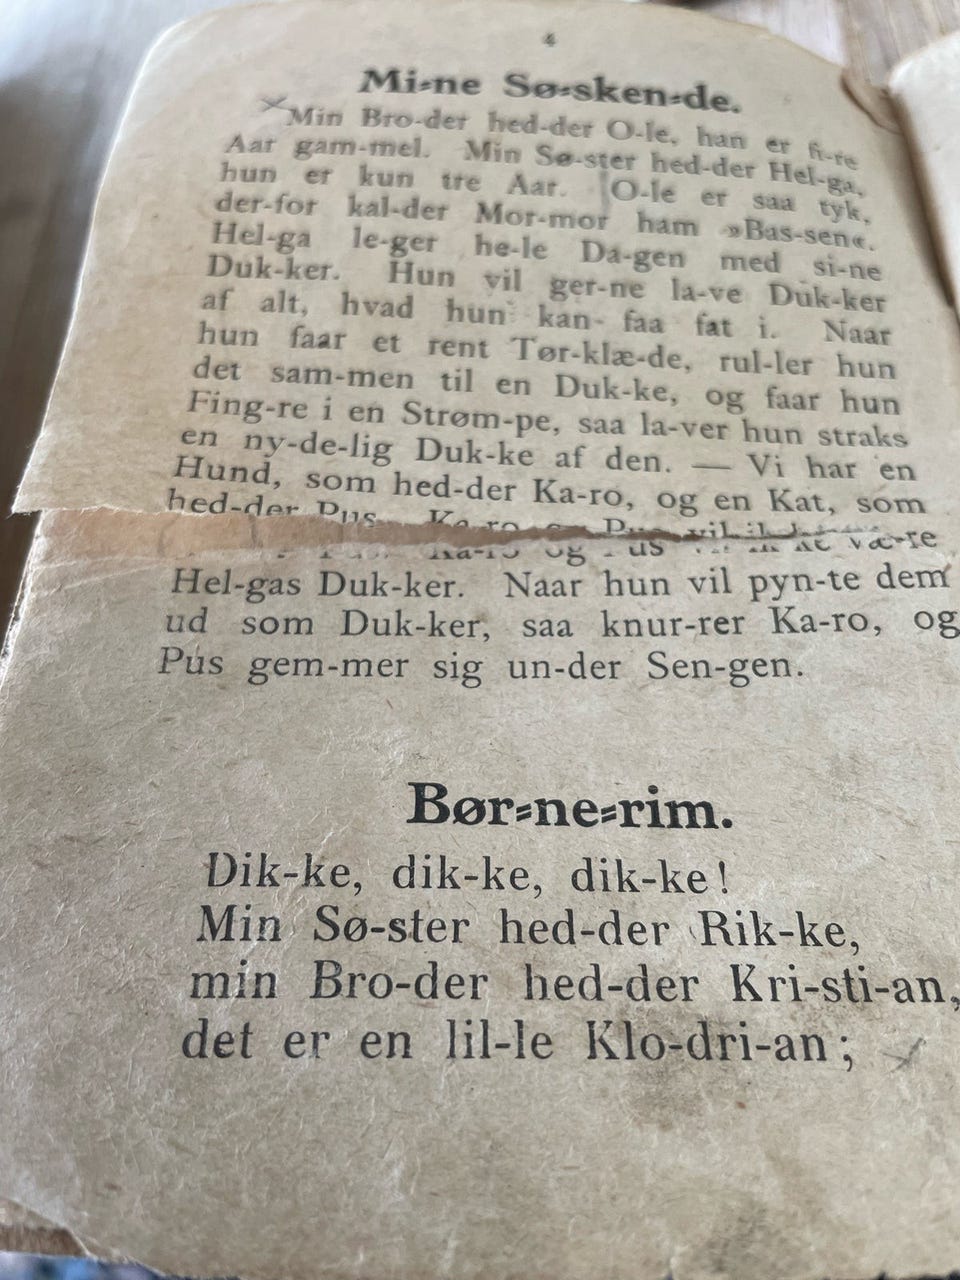 4
Mi-ne Sø-sken-de.
Min Bro-der hed-der O-le, han er fi-re
Aar gam-mel. Min Sø-ster hed-der Hel-ga,
hun er kun tre Aar. O-le er saa tyk,
der-for kal-der Mor-mor ham »Bas-sen«.
Hel-ga le-ger he-le Da-gen med si-ne
Duk-ker. Hun vil ger-ne la-ve Duk-ker
af alt, hvad hun kan faa fat i. Naar
hun faar et rent Tør-klæ-de, rul-ler hun
det sam-men til en Duk-ke, og faar hun
Fing-re i en Strøm-pe, saa la-ver hun straks
en ny-de-lig Duk-ke af den. — Vi har en
Hund, som hed-der Ka-ro, og en Kat, som
hed-der Pus. Ka-ro og Pus vil ik-ke væ-re
Hel-gas Duk-ker. Naar hun vil pyn-te dem
ud som Duk-ker, saa knur-rer Ka-ro, og
Pus gem-mer sig un-der Sen-gen.
Bør-ne-rim.
Dik-ke, dik-ke, dik-ke!
Min Sø-ster hed-der Rik-ke,
min Bro-der hed-der Kri-sti-an,
det er en lil-le Klo-dri-an;